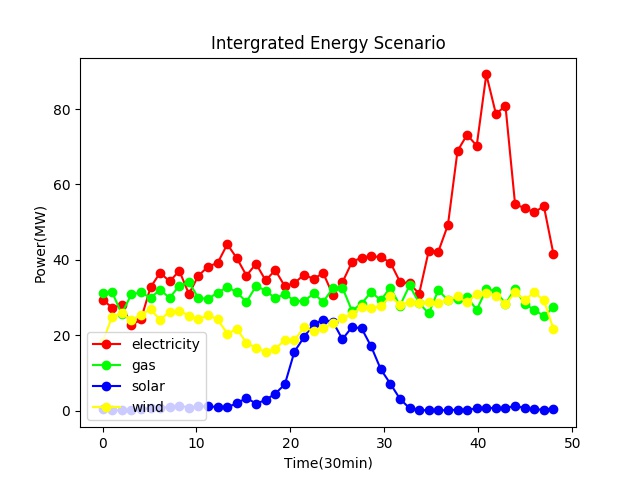 Intergrated Energy Scenario
Power(MW)
80
60
40
20
0
electricity
gas
solar
wind
0 10 20 30 40 50
Time(30min)